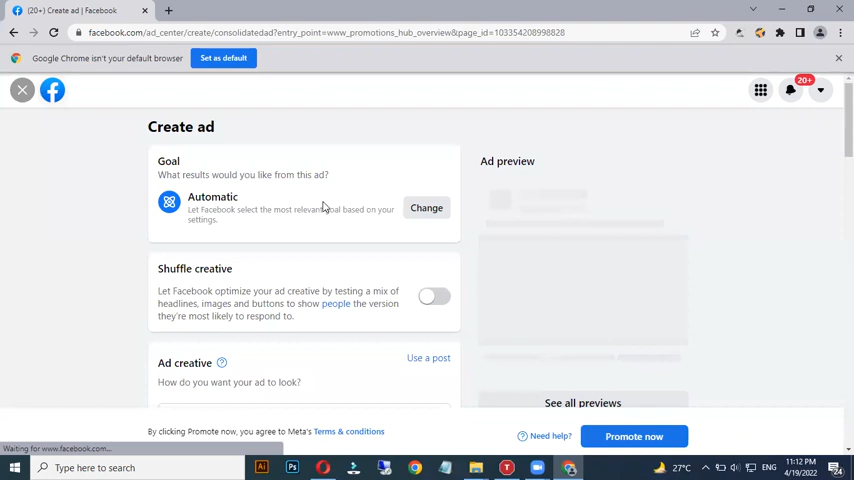 (20+) Create ad | Facebook
facebook.com/ad_center/create/consolidatedad?entry_point=www_promotions_hub_overview&page_id=103354208998828
Google Chrome isn't your default browser
Set as default
20+
Create ad
Goal
What results would you like from this ad?
Automatic
Let Facebook select the most relevant goal based on your
settings.
Change
Ad preview
Shuffle creative
Let Facebook optimize your ad creative by testing a mix of
headlines, images and buttons to show people the version
they're most likely to respond to.
Ad creative
Use a post
How do you want your ad to look?
See all previews
By clicking Promote now, you agree to Meta's Terms & conditions
Need help?
Promote now
Waiting for www.facebook.com...
Type here to search
Ai
Ps
T
27°C
ENG
11:12 PM
4/19/2022
24